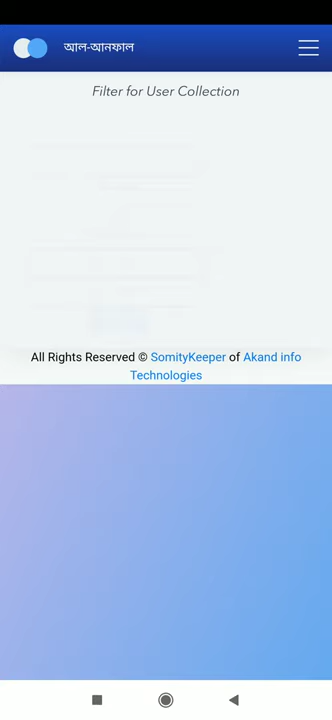 আল-আনফাল
Filter for User Collection
All Rights Reserved © SomityKeeper of Akand info
Technologies